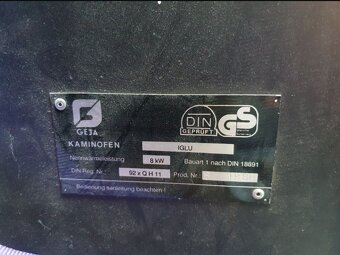 GEJA
KAMINOFEN
DIN
GEPRÜFT
GS
IGLU
Nennwärmeleistung 8 kW Bauart 1 nach DIN 18891
DIN Reg. Nr.: 92 x Q H 11 Prod. Nr.
Bedienungsanleitung beachten!